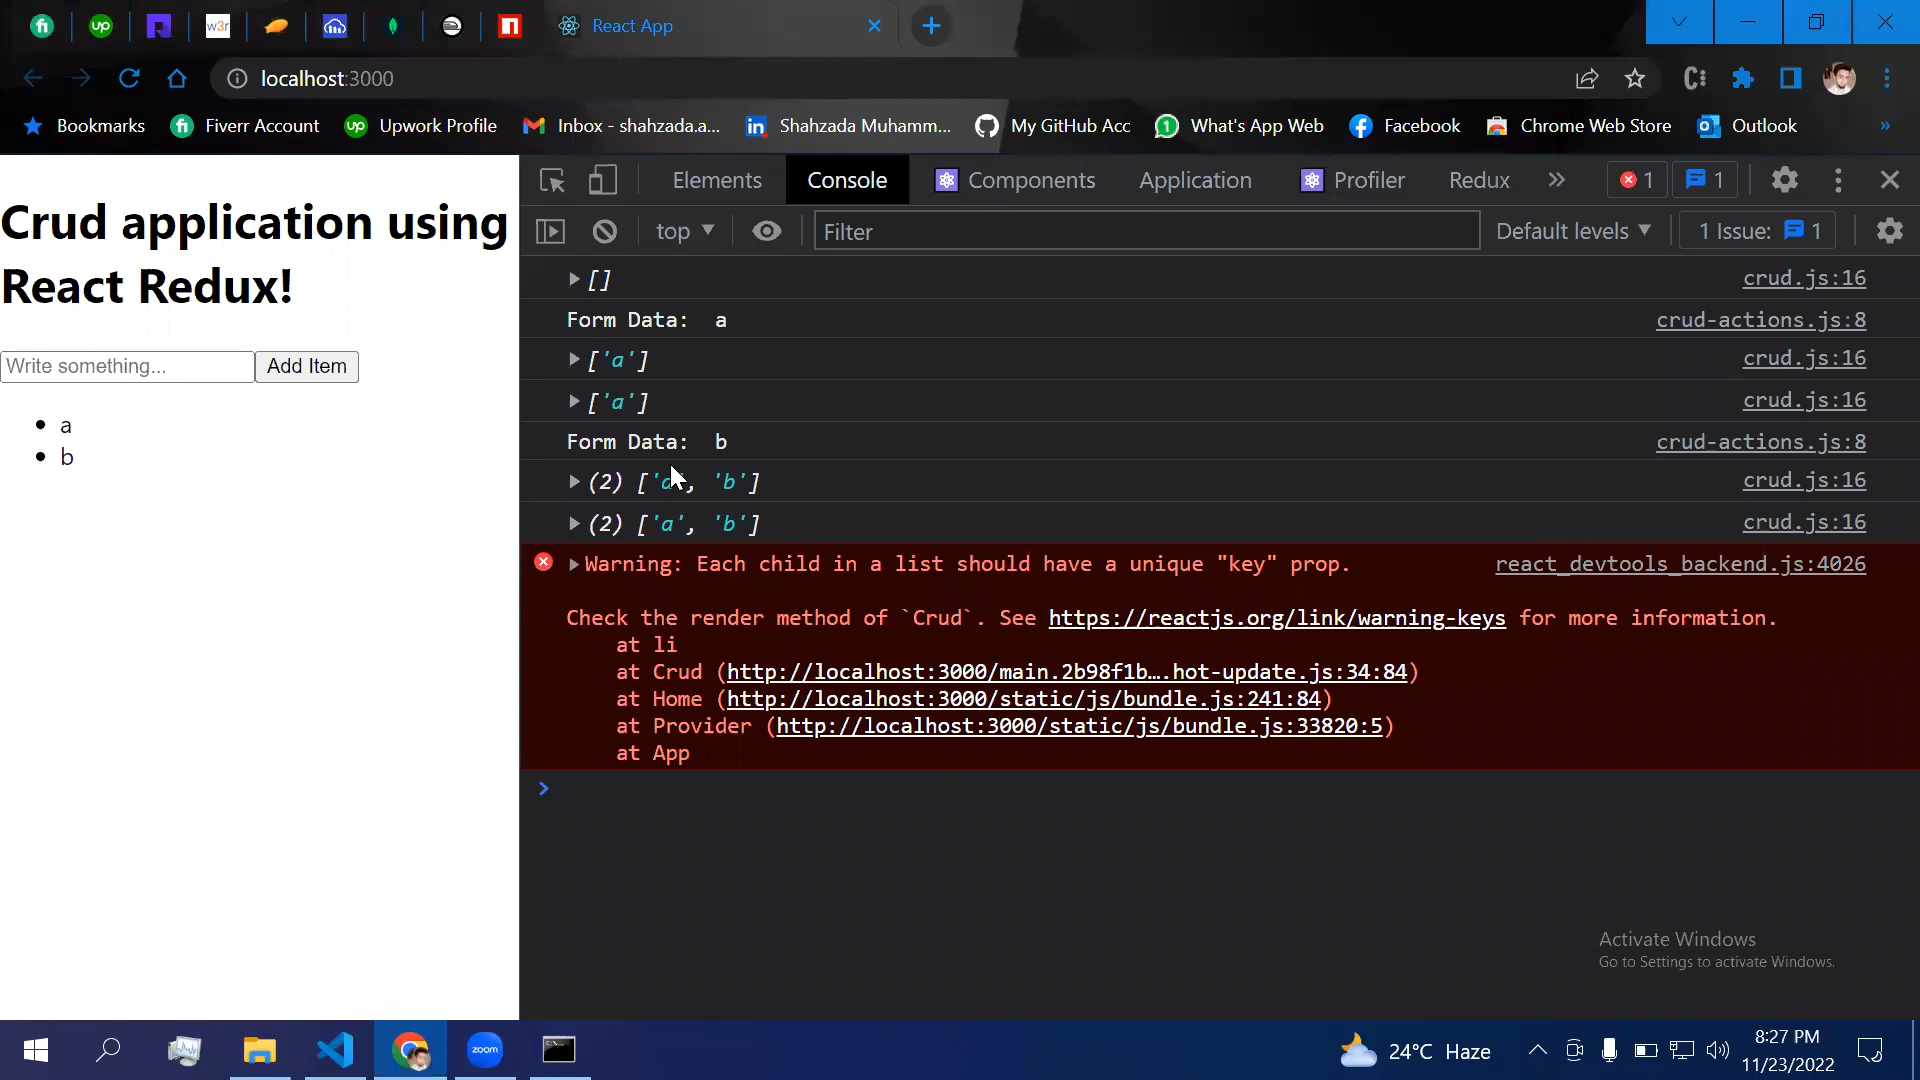 React App
localhost:3000
Bookmarks Fiverr Account Upwork Profile Inbox - shahzada.a... Shahzada Muhamm... My GitHub Acc What's App Web Facebook Chrome Web Store Outlook »
Crud application using
React Redux!
Write something... Add Item
a
b
Elements Console Components Application Profiler Redux » 1 1
top Filter Default levels 1 Issue: 1
[] crud.js:16
Form Data: a crud-actions.js:8
['a'] crud.js:16
['a'] crud.js:16
Form Data: b crud-actions.js:8
(2) ['a', 'b'] crud.js:16
(2) ['a', 'b'] crud.js:16
Warning: Each child in a list should have a unique "key" prop. react_devtools_backend.js:4026
Check the render method of `Crud`. See https://reactjs.org/link/warning-keys for more information.
at li
at Crud (http://localhost:3000/main.2b98f1b….hot-update.js:34:84)
at Home (http://localhost:3000/static/js/bundle.js:241:84)
at Provider (http://localhost:3000/static/js/bundle.js:33820:5)
at App
Activate Windows
Go to Settings to activate Windows.
zoom
24°C Haze
8:27 PM
11/23/2022
fi
up
w3r
n
fi
up
in